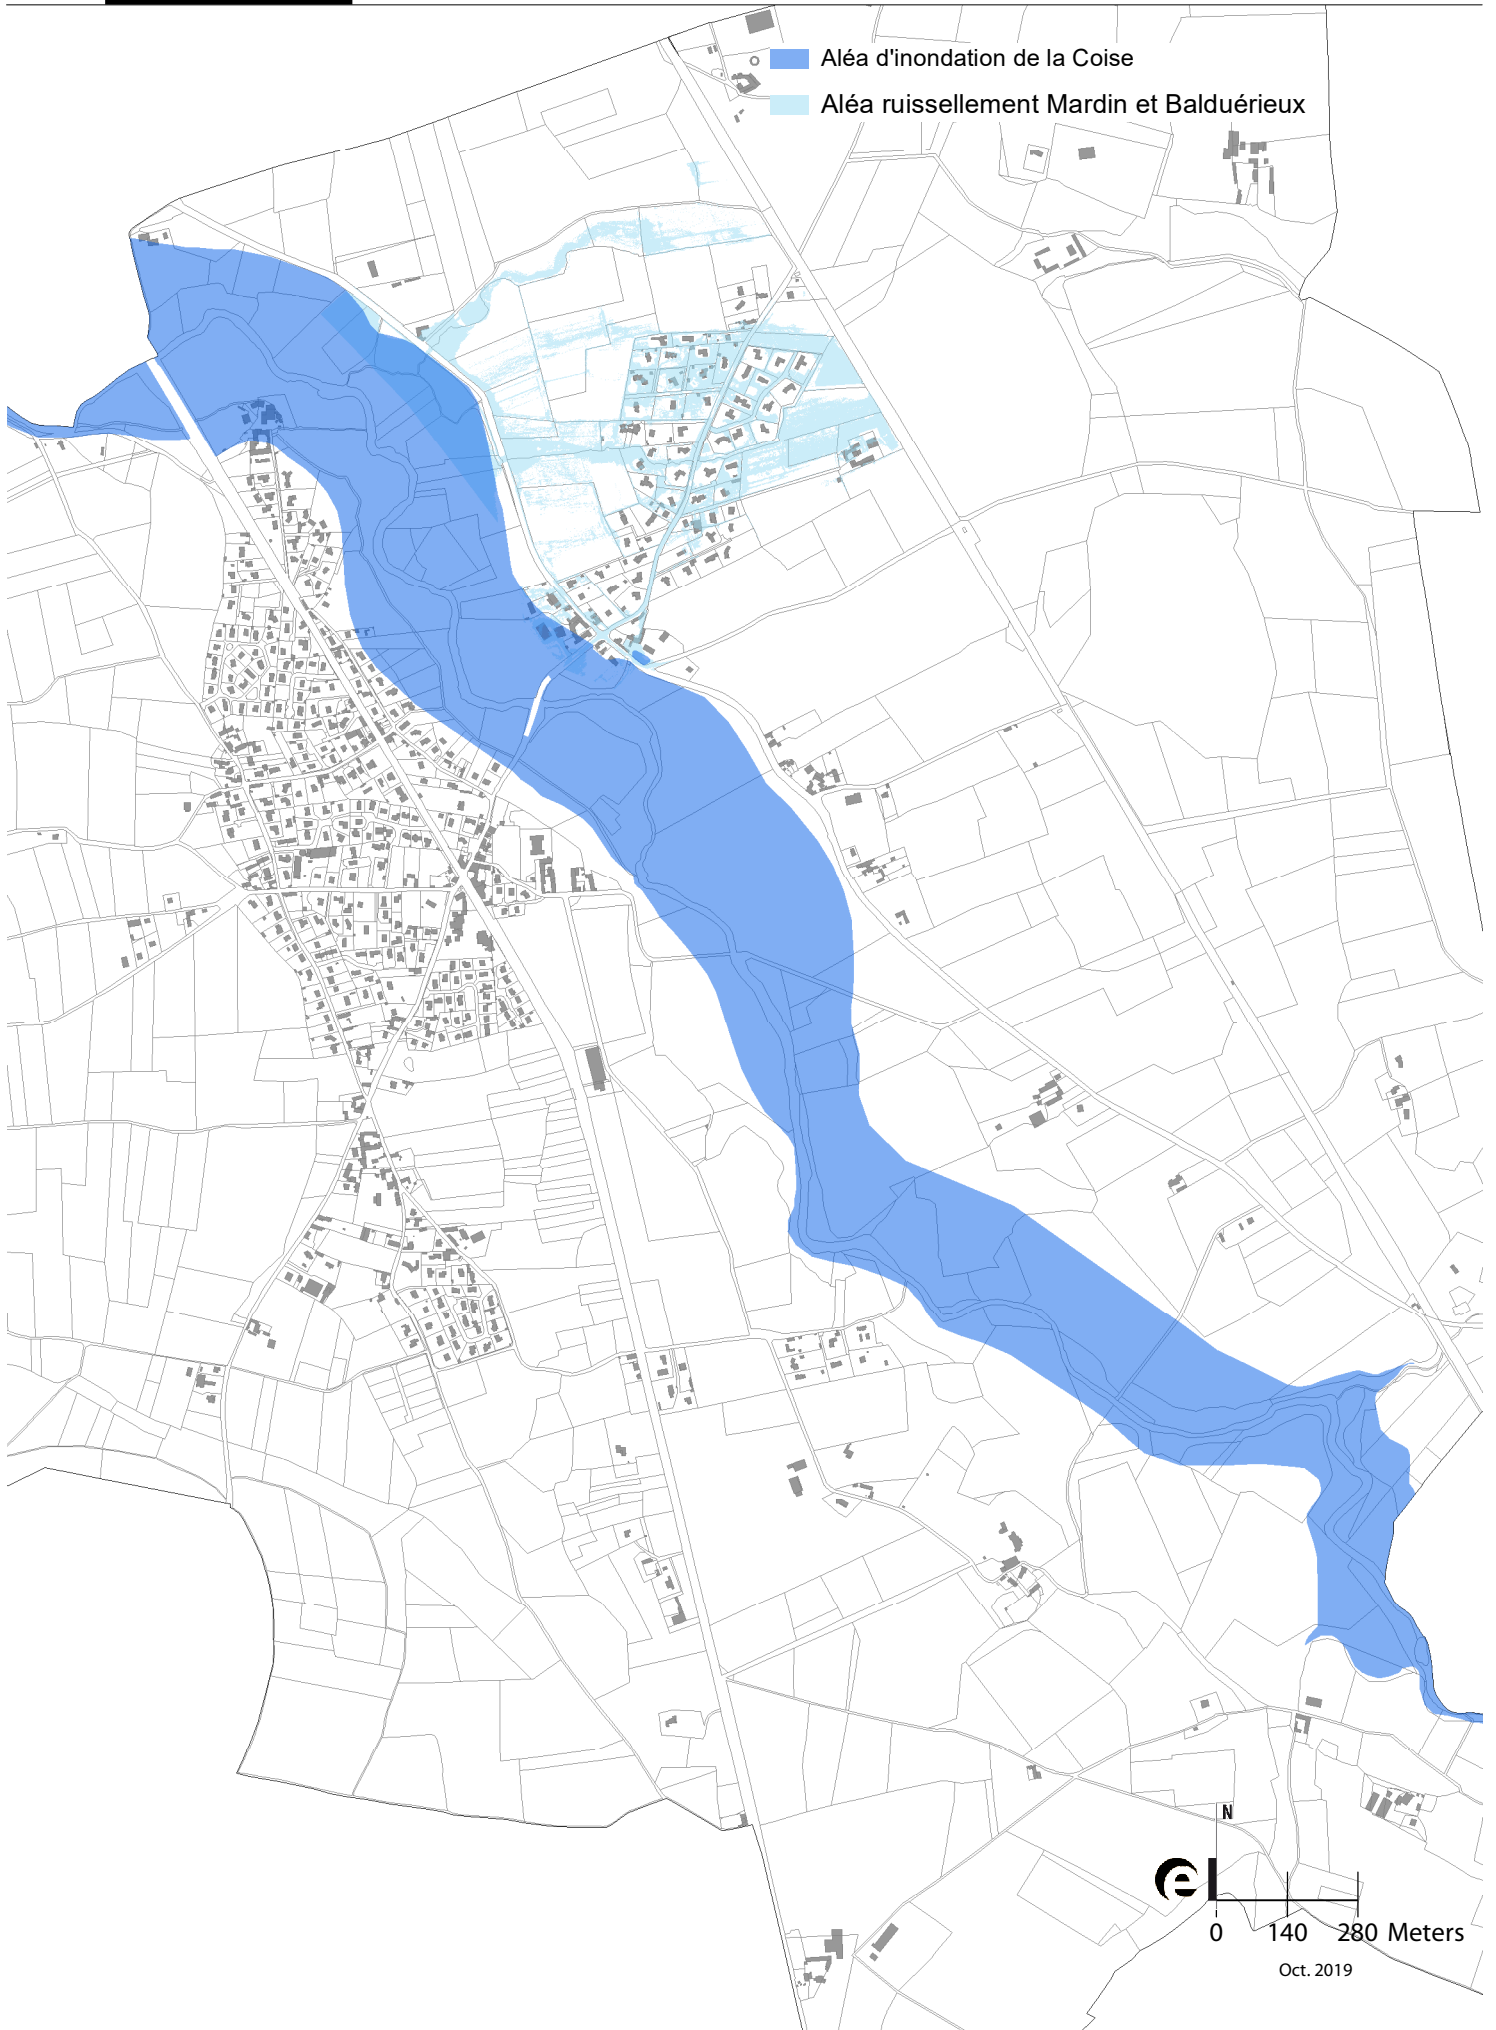 Aléa d'inondation de la Coise
Aléa ruissellement Mardin et Balduérieux
N
e
0 140 280 Meters
Oct. 2019